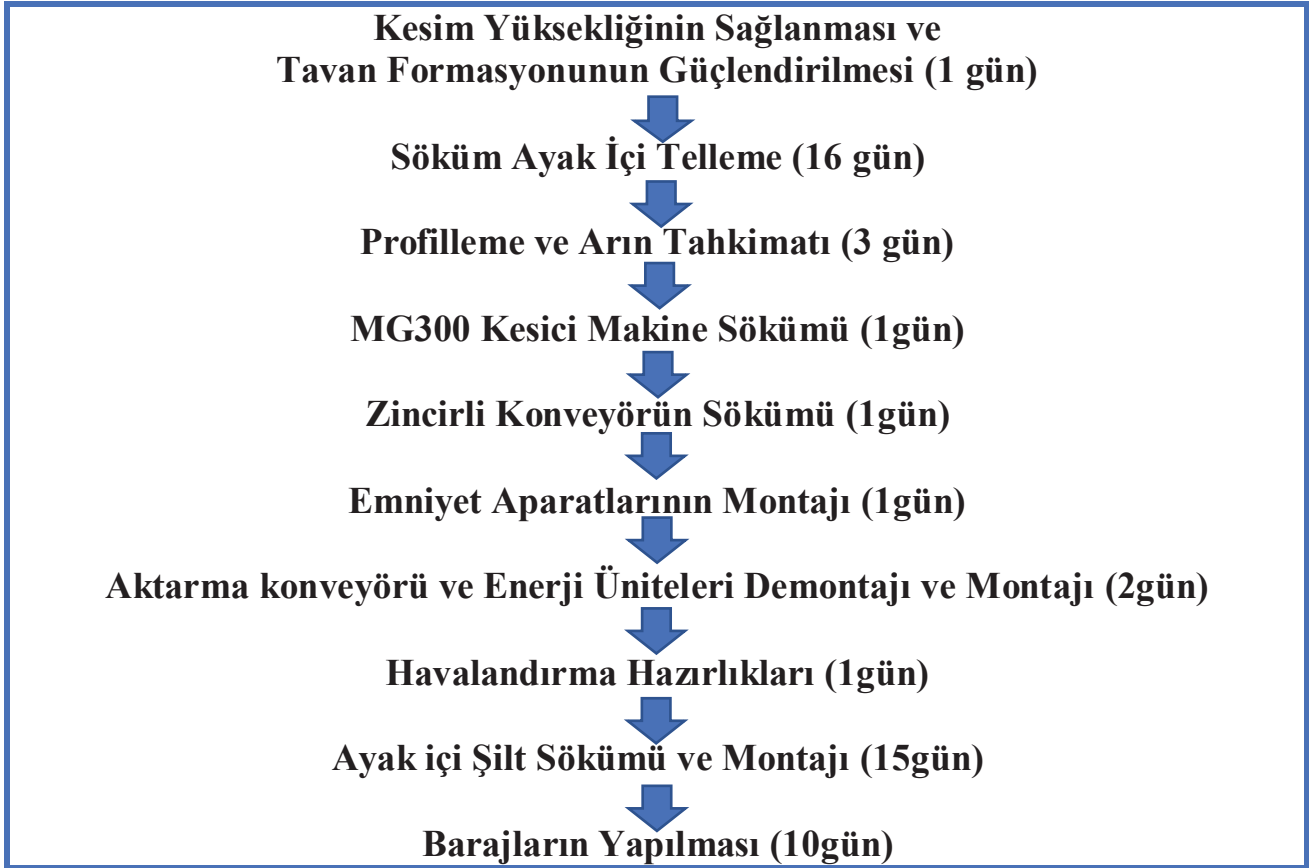 Kesim Yüksekliğinin Sağlanması ve
Tavan Formasyonunun Güçlendirilmesi (1 gün)
Söküm Ayak İçi Telleme (16 gün)
Profilleme ve Arın Tahkimatı (3 gün)
MG300 Kesici Makine Sökümü (1gün)
Zincirli Konveyörün Sökümü (1gün)
Emniyet Aparatlarının Montajı (1gün)
Aktarma konveyörü ve Enerji Üniteleri Demontajı ve Montajı (2gün)
Havalandırma Hazırlıkları (1gün)
Ayak içi Şilt Sökümü ve Montajı (15gün)
Barajların Yapılması (10gün)